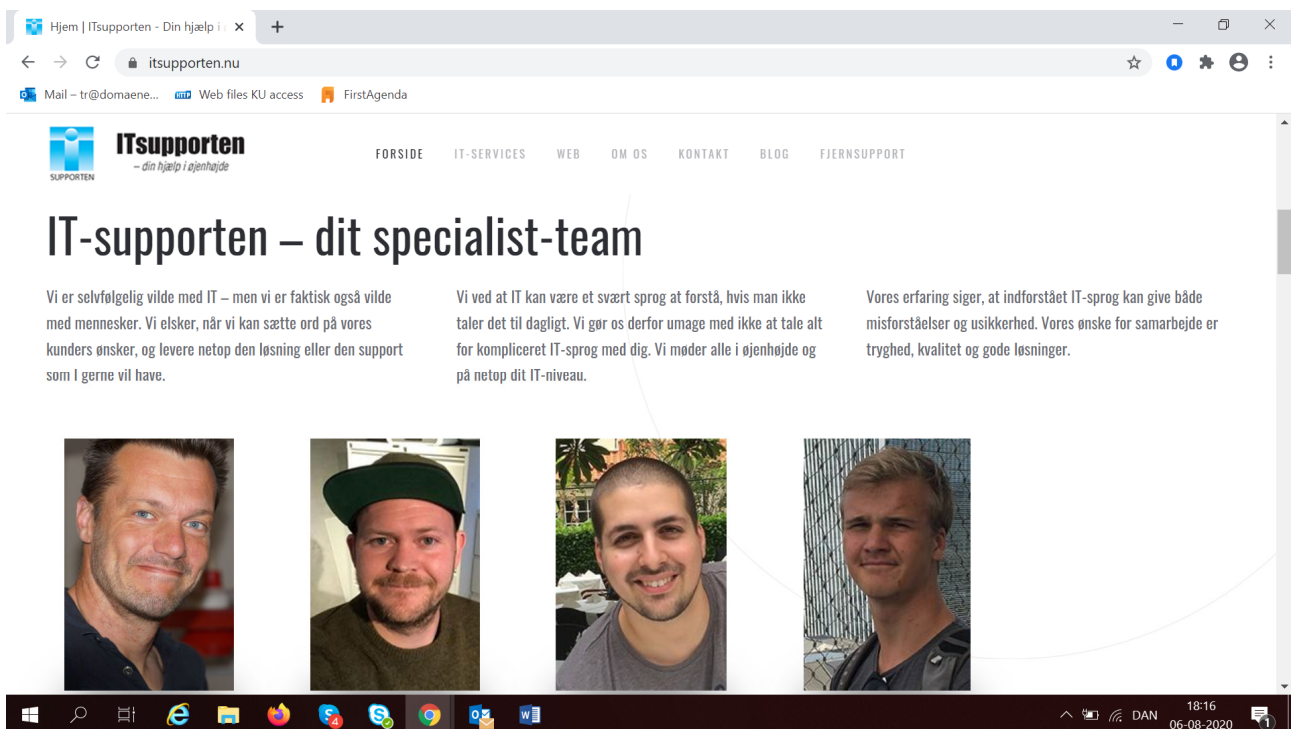 Hjem | ITsupporten - Din hjælp i
itsupporten.nu
Mail – tr@domaene... Web files KU access FirstAgenda
ITsupporten
– din hjælp i øjenhøjde
SUPPORTEN
FORSIDE IT-SERVICES WEB OM OS KONTAKT BLOG FJERNSUPPORT
IT-supporten – dit specialist-team
Vi er selvfølgelig vilde med IT – men vi er faktisk også vilde
med mennesker. Vi elsker, når vi kan sætte ord på vores
kunders ønsker, og levere netop den løsning eller den support
som I gerne vil have.
Vi ved at IT kan være et svært sprog at forstå, hvis man ikke
taler det til dagligt. Vi gør os derfor umage med ikke at tale alt
for kompliceret IT-sprog med dig. Vi møder alle i øjenhøjde og
på netop dit IT-niveau.
Vores erfaring siger, at indforstået IT-sprog kan give både
misforståelser og usikkerhed. Vores ønske for samarbejde er
tryghed, kvalitet og gode løsninger.
DAN
18:16
06-08-2020